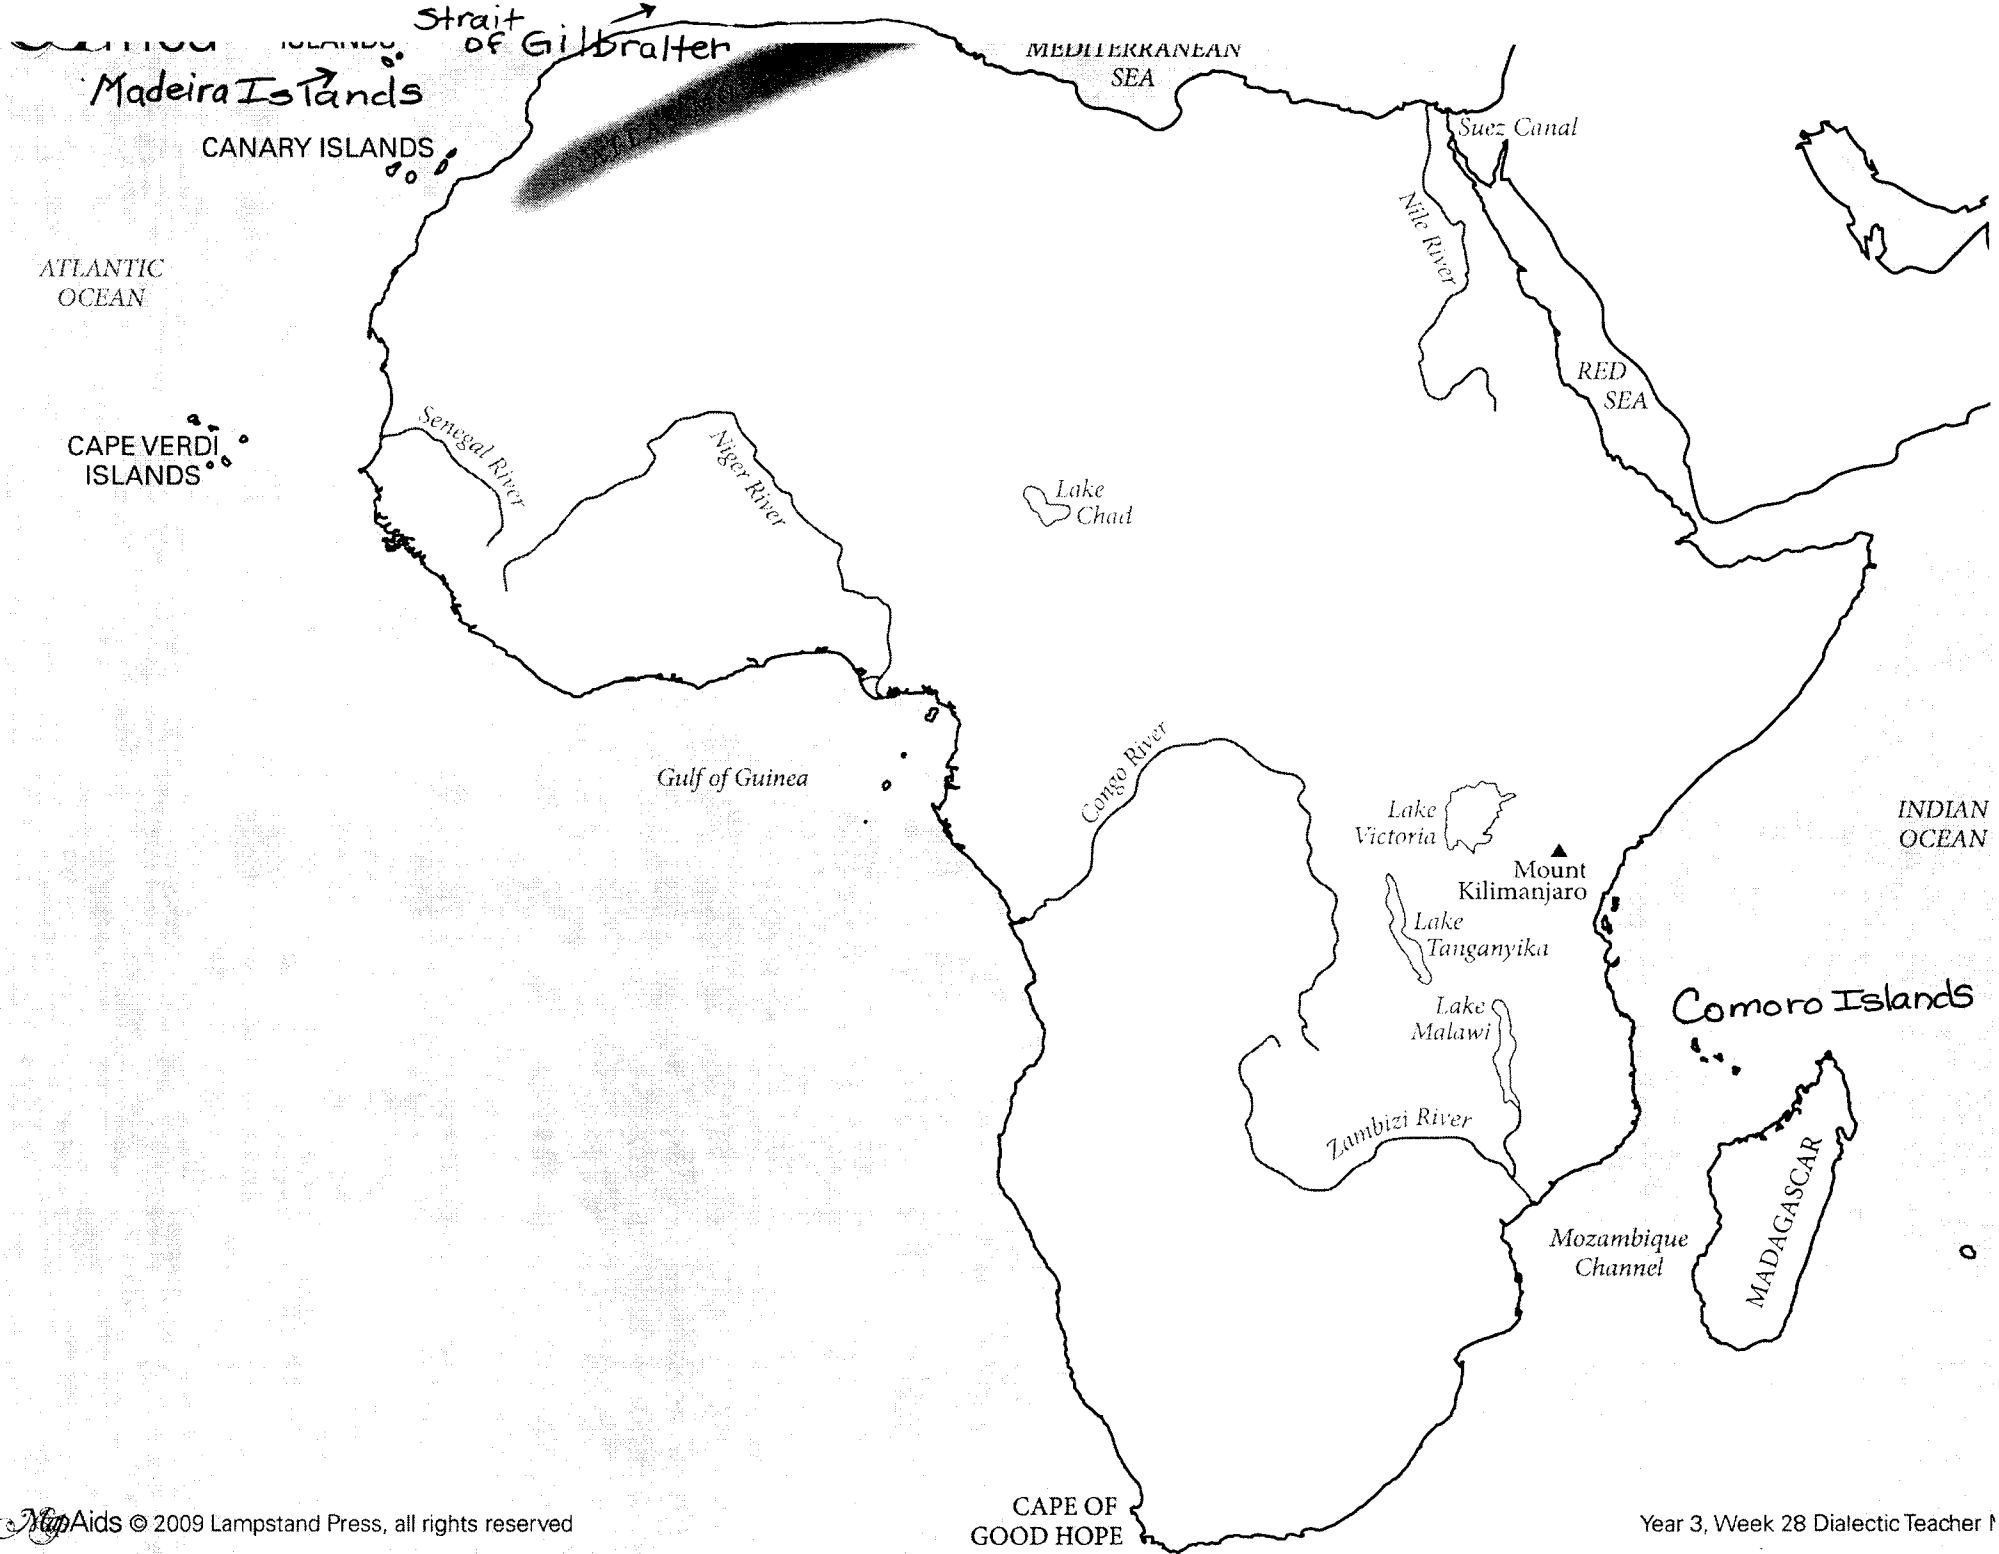 Strait
of Gilbralter
ISLANDS
Madeira Islands
CANARY ISLANDS
MEDITERRANEAN
SEA
Suez Canal
Nile River
ATLANTIC
OCEAN
RED
SEA
CAPE VERDI
ISLANDS
Senegal River
Niger River
Lake
Chad
Gulf of Guinea
Congo River
Lake
Victoria
INDIAN
OCEAN
Mount
Kilimanjaro
Lake
Tanganyika
Lake
Malawi
Comoro Islands
Zambizi River
MADAGASCAR
Mozambique
Channel
CAPE OF
GOOD HOPE
MapAids © 2009 Lampstand Press, all rights reserved
Year 3, Week 28 Dialectic Teacher